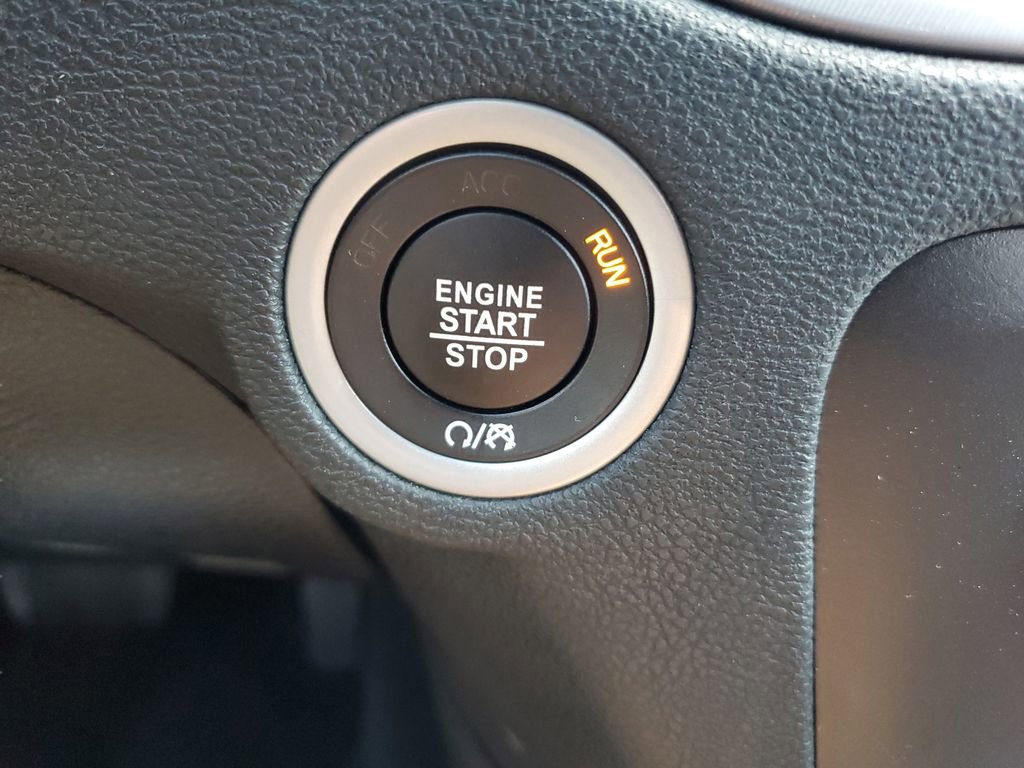 ACC
OFF
RUN
ENGINE
START
STOP